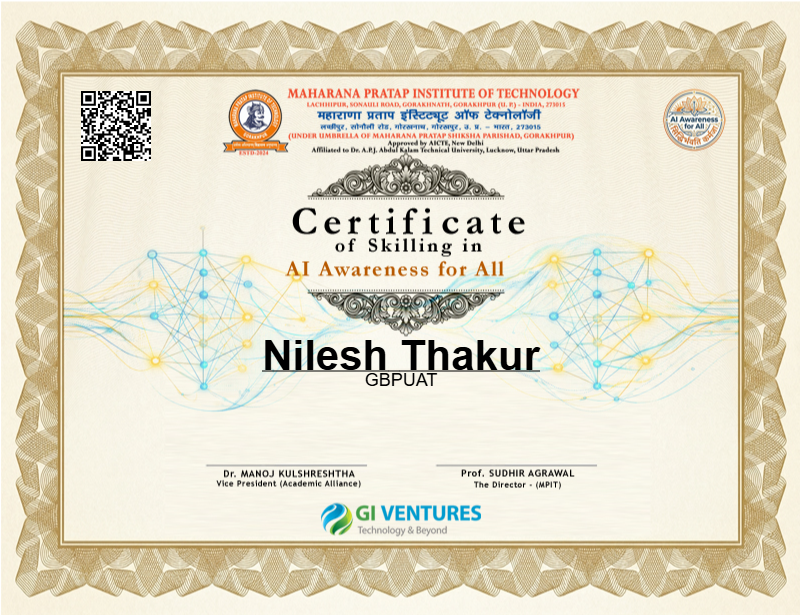 MAHARANA PRATAP INSTITUTE OF TECHNOLOGY
LACHHIPUR, SONAULI ROAD, GORAKHNATH, GORAKHPUR (U. P.) - INDIA, 273015
महाराणा प्रताप इंस्टिट्यूट ऑफ टेक्नोलॉजी
लच्छीपुर, सोनौली रोड, गोरखनाथ, गोरखपुर, उ. प्र. – भारत, 273015
(UNDER UMBRELLA OF MAHARANA PRATAP SHIKSHA PARISHAD, GORAKHPUR)
Approved by AICTE, New Delhi
Affiliated to Dr. A.P.J. Abdul Kalam Technical University, Lucknow, Uttar Pradesh
ESTD-2024
AI Awareness
for All
Certificate
of Skilling in
AI Awareness for All
Nilesh Thakur
GBPUAT
Dr. MANOJ KULSHRESHTHA
Vice President (Academic Alliance)
Prof. SUDHIR AGRAWAL
The Director - (MPIT)
GI VENTURES
Technology & Beyond